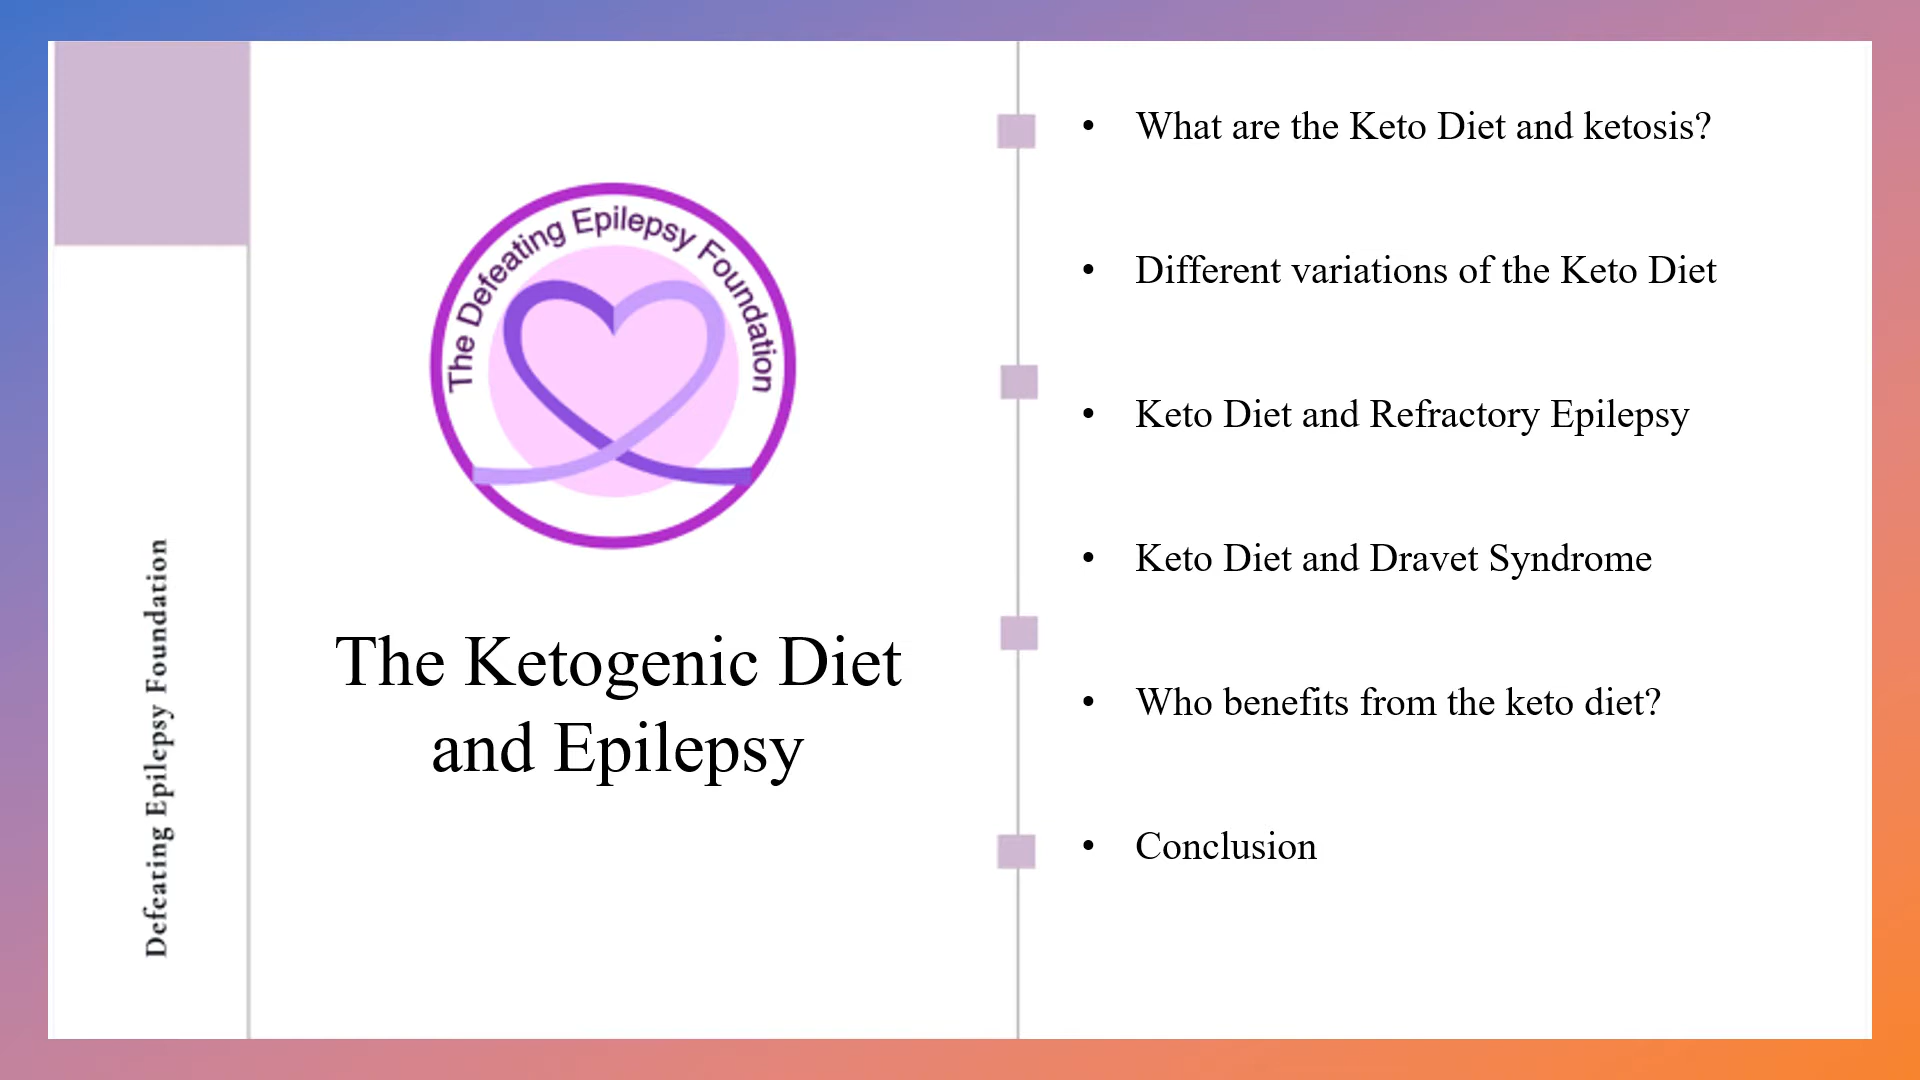 Defeating Epilepsy Foundation
The Defeating Epilepsy Foundation
The Ketogenic Diet
and Epilepsy
• What are the Keto Diet and ketosis?
• Different variations of the Keto Diet
• Keto Diet and Refractory Epilepsy
• Keto Diet and Dravet Syndrome
• Who benefits from the keto diet?
• Conclusion